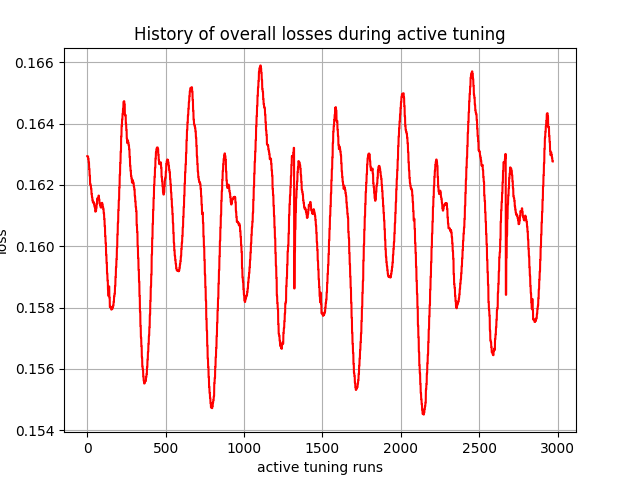 History of overall losses during active tuning
0.166
0.164
0.162
0.160
0.158
0.156
0.154
loss
0 500 1000 1500 2000 2500 3000
active tuning runs